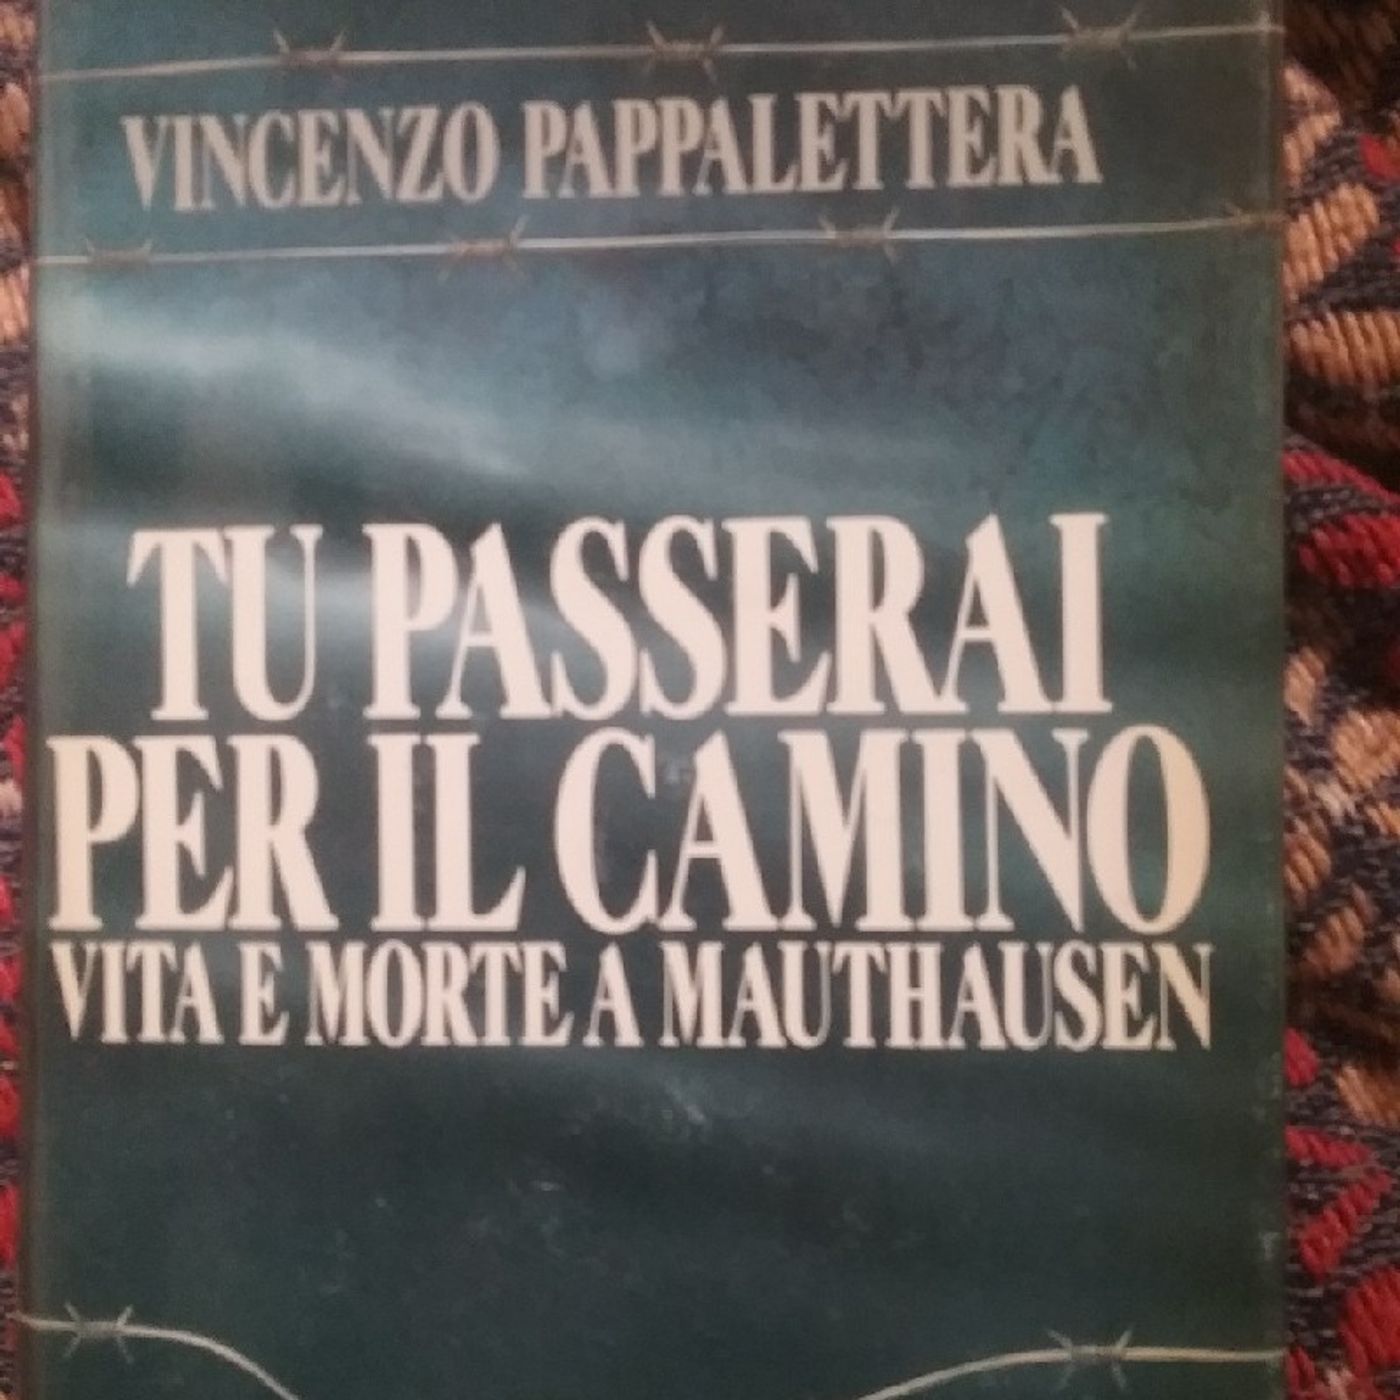 VINCENZO PAPPALETTERA
TU PASSERAI
PER IL CAMINO
VITA E MORTE A MAUTHAUSEN